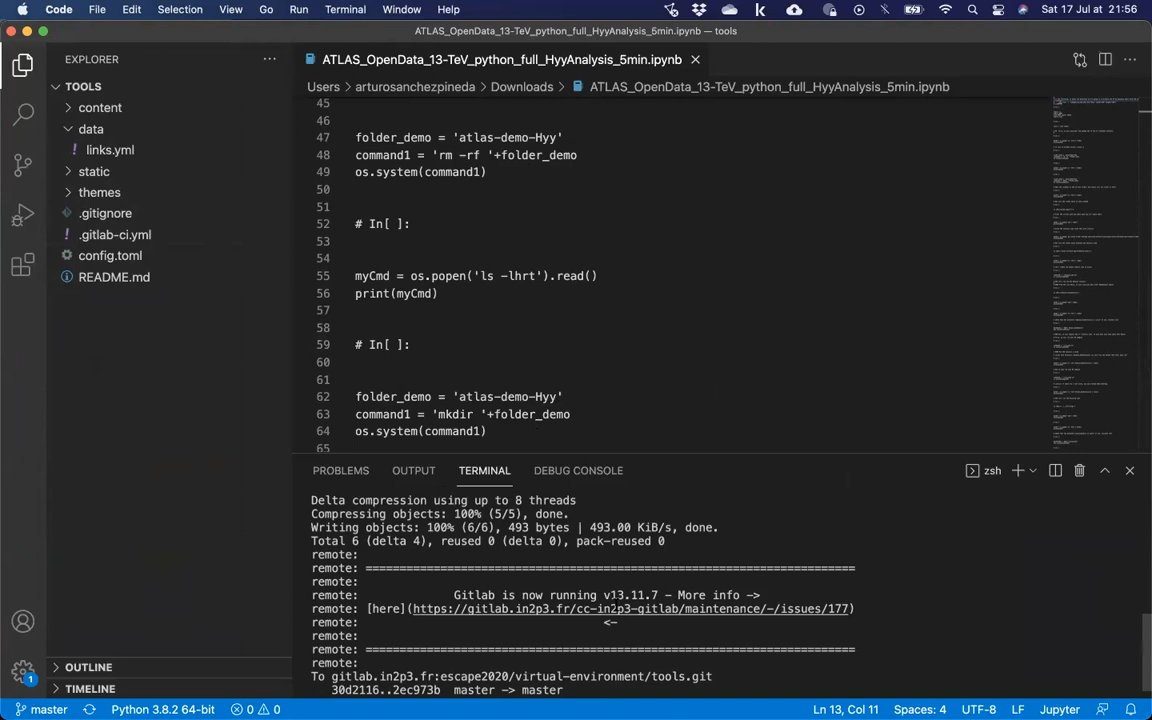 Code File Edit Selection View Go Run Terminal Window Help Sat 17 Jul at 21:56
ATLAS_OpenData_13-TeV_python_full_HyyAnalysis_5min.ipynb — tools
EXPLORER
ATLAS_OpenData_13-TeV_python_full_HyyAnalysis_5min.ipynb
TOOLS
Users > arturosanchezpineda > Downloads > ATLAS_OpenData_13-TeV_python_full_HyyAnalysis_5min.ipynb
content
data
! links.yml
static
themes
.gitignore
! .gitlab-ci.yml
config.toml
README.md
45
46
47 folder_demo = 'atlas-demo-Hyy'
48 command1 = 'rm -rf '+folder_demo
49 os.system(command1)
50
51
52 # In[ ]:
53
54
55 myCmd = os.popen('ls -lhrt').read()
56 print(myCmd)
57
58
59 # In[ ]:
60
61
62 folder_demo = 'atlas-demo-Hyy'
63 command1 = 'mkdir '+folder_demo
64 os.system(command1)
65
PROBLEMS OUTPUT TERMINAL DEBUG CONSOLE zsh
Delta compression using up to 8 threads
Compressing objects: 100% (5/5), done.
Writing objects: 100% (6/6), 493 bytes | 493.00 KiB/s, done.
Total 6 (delta 4), reused 0 (delta 0), pack-reused 0
remote:
remote: ======================================================================
remote:
remote: Gitlab is now running v13.11.7 - More info ->
remote: [here](https://gitlab.in2p3.fr/cc-in2p3-gitlab/maintenance/-/issues/177)
remote: <-
remote:
remote: ======================================================================
remote:
To gitlab.in2p3.fr:escape2020/virtual-environment/tools.git
30d2116..2ec973b master -> master
OUTLINE
TIMELINE
1
master Python 3.8.2 64-bit 0 0 Ln 13, Col 11 Spaces: 4 UTF-8 LF Jupyter